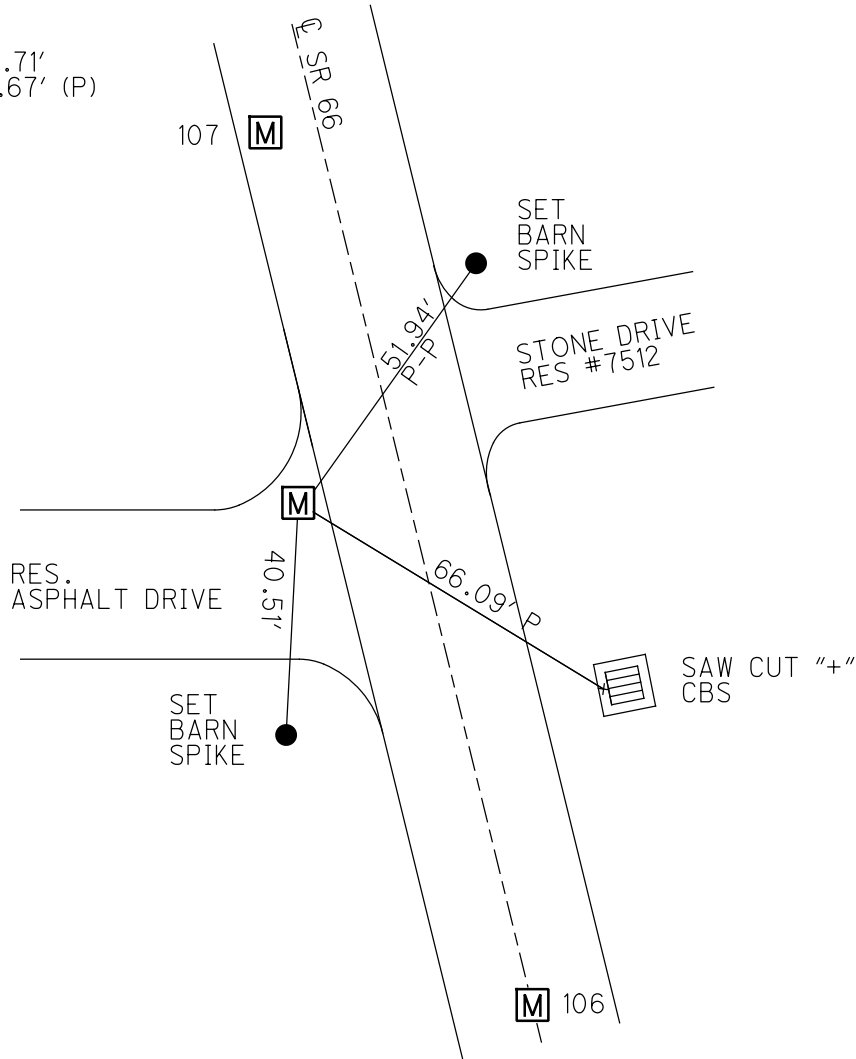 .71'
.67' (P)
℄ SR 66
107
M
SET
BARN
SPIKE
51.94'
P-P
STONE DRIVE
RES #7512
M
RES.
ASPHALT DRIVE
40.51'
66.09' P
SAW CUT "+"
CBS
SET
BARN
SPIKE
M
106